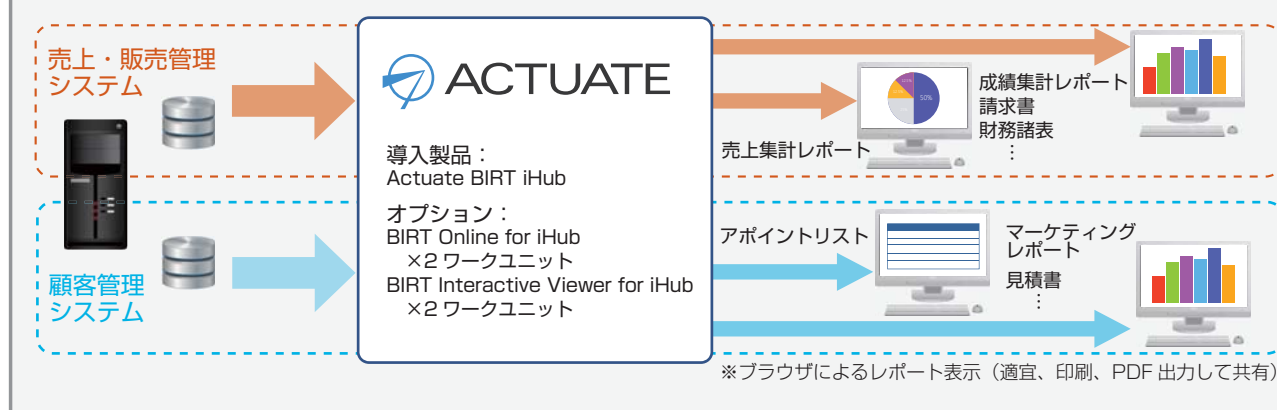 売上・販売管理
システム
ACTUATE
導入製品：
Actuate BIRT iHub
オプション：
BIRT Online for iHub
×2 ワークユニット
BIRT Interactive Viewer for iHub
×2 ワークユニット
売上集計レポート
50%
成績集計レポート
請求書
財務諸表
…
顧客管理
システム
アポイントリスト
マーケティング
レポート
見積書
…
※ブラウザによるレポート表示（適宜、印刷、PDF 出力して共有）